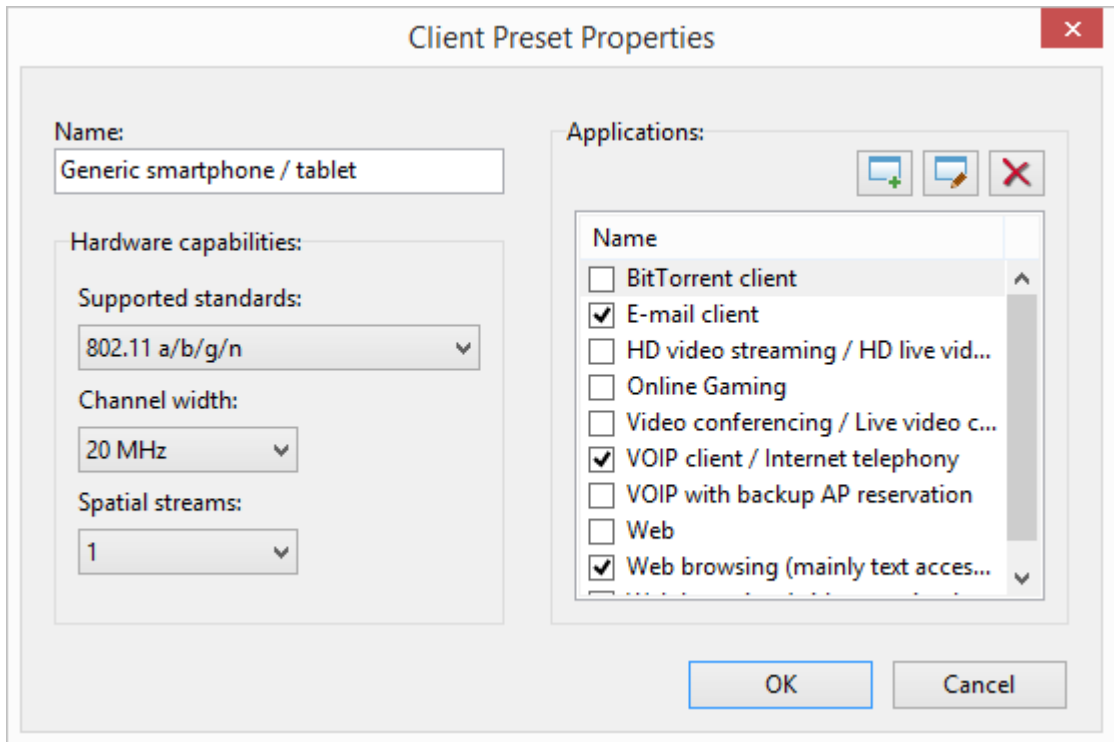 Client Preset Properties
Name:
Generic smartphone / tablet
Hardware capabilities:
Supported standards:
802.11 a/b/g/n
Channel width:
20 MHz
Spatial streams:
1
Applications:
Name
BitTorrent client
E-mail client
HD video streaming / HD live vid...
Online Gaming
Video conferencing / Live video c...
VOIP client / Internet telephony
VOIP with backup AP reservation
Web
Web browsing (mainly text acces...
OK
Cancel